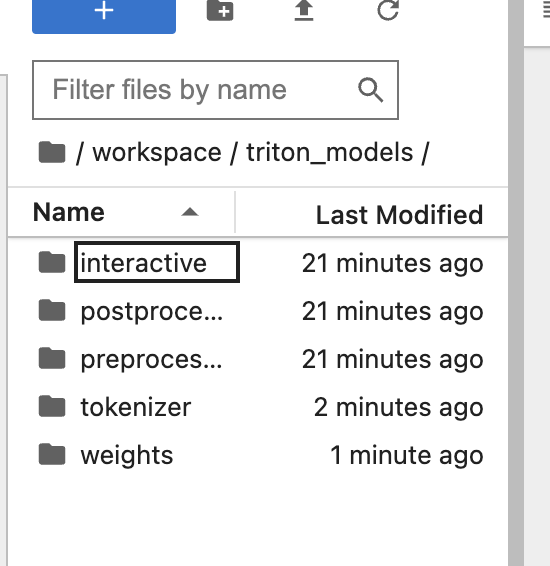 Filter files by name
/ workspace / triton_models /
Name Last Modified
interactive 21 minutes ago
postproce... 21 minutes ago
preproces... 21 minutes ago
tokenizer 2 minutes ago
weights 1 minute ago